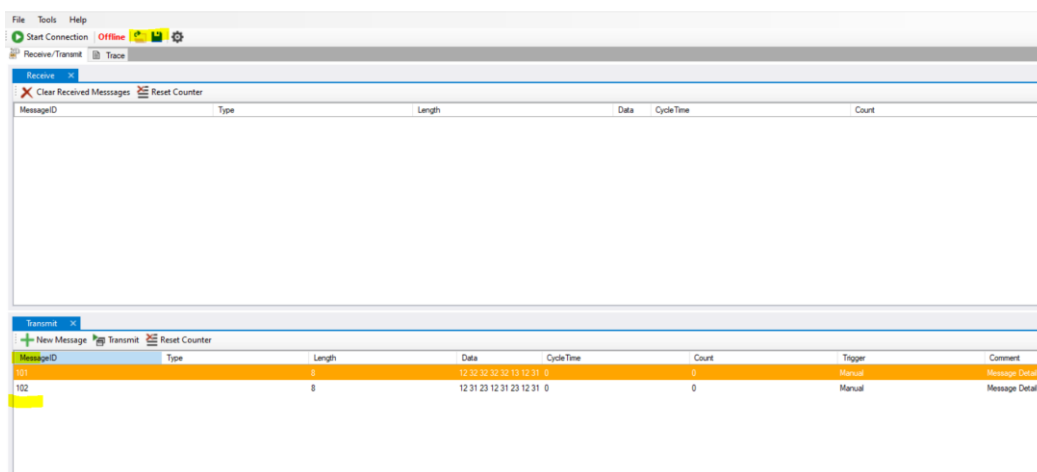 File Tools Help
Start Connection Offline
Receive/Transmit Trace
Receive ×
Clear Received Messsages Reset Counter
MessageID Type Length Data CycleTime Count
Transmit ×
New Message Transmit Reset Counter
MessageID Type Length Data CycleTime Count Trigger Comment
101 8 12 32 32 32 32 13 12 31 0 0 Manual Message Detail
102 8 12 31 23 12 31 23 12 31 0 0 Manual Message Detail